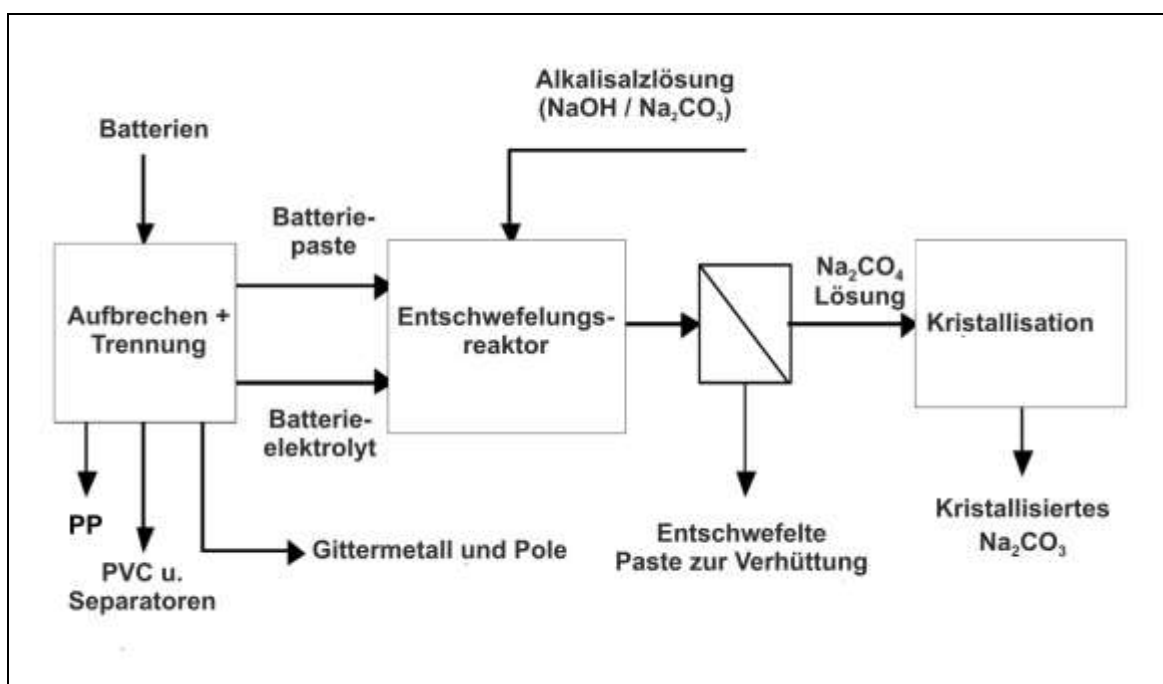 Alkalisalzlösung
(NaOH / Na₂CO₃)
Batterien
Batterie-
paste
Aufbrechen +
Trennung
Entschwefelungs-
reaktor
Na₂CO₄
Lösung
Kristallisation
Batterie-
elektrolyt
PP
PVC u.
Separatoren
Gittermetall und Pole
Entschwefelte
Paste zur Verhüttung
Kristallisiertes
Na₂CO₃